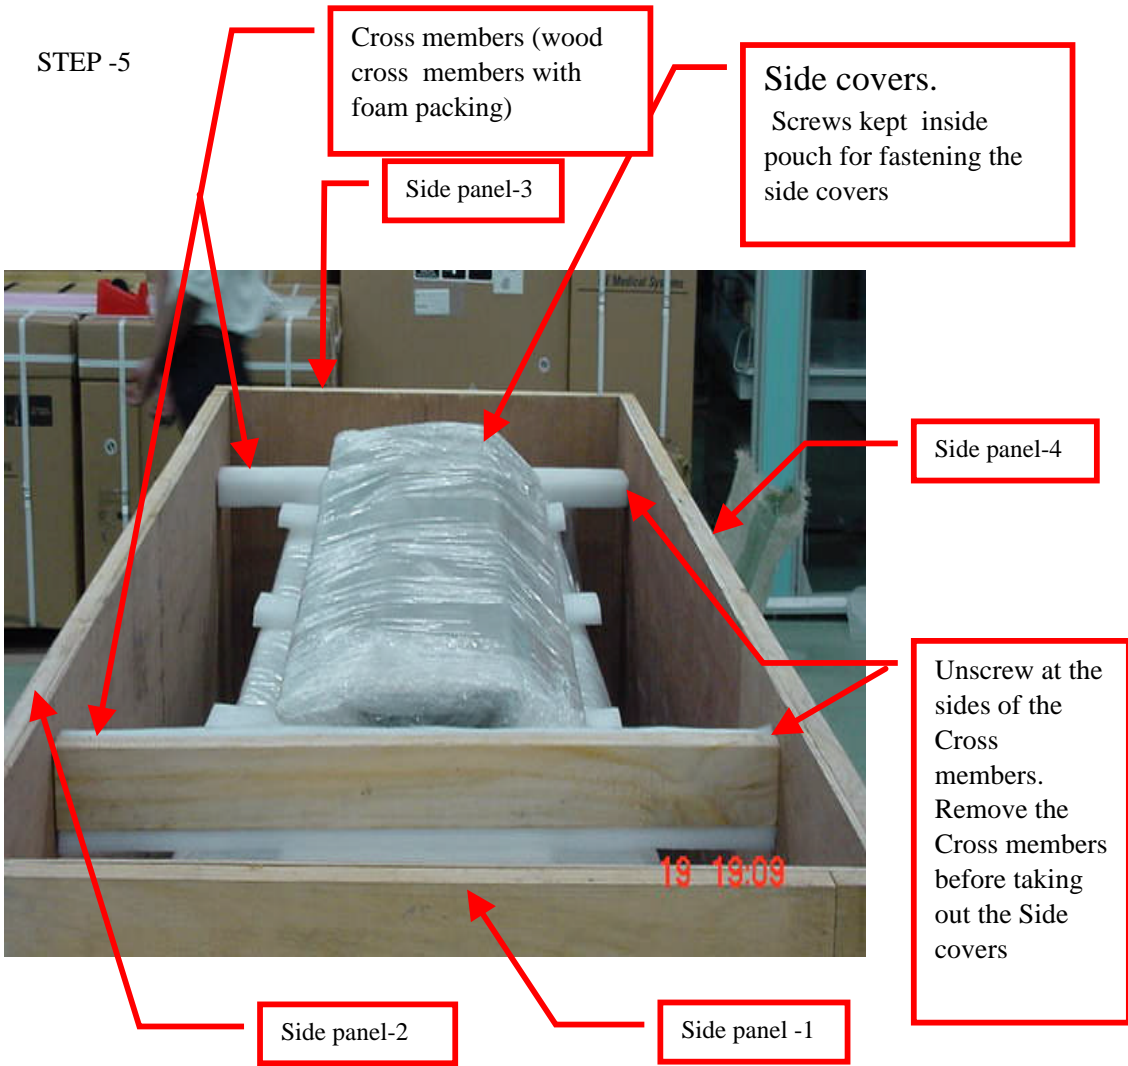 STEP -5
Cross members (wood
cross members with
foam packing)
Side covers.
Screws kept inside
pouch for fastening the
side covers
Side panel-3
Medical Systems
Side panel-4
Unscrew at the
sides of the
Cross
members.
Remove the
Cross members
before taking
out the Side
covers
19 19:09
Side panel-2
Side panel -1